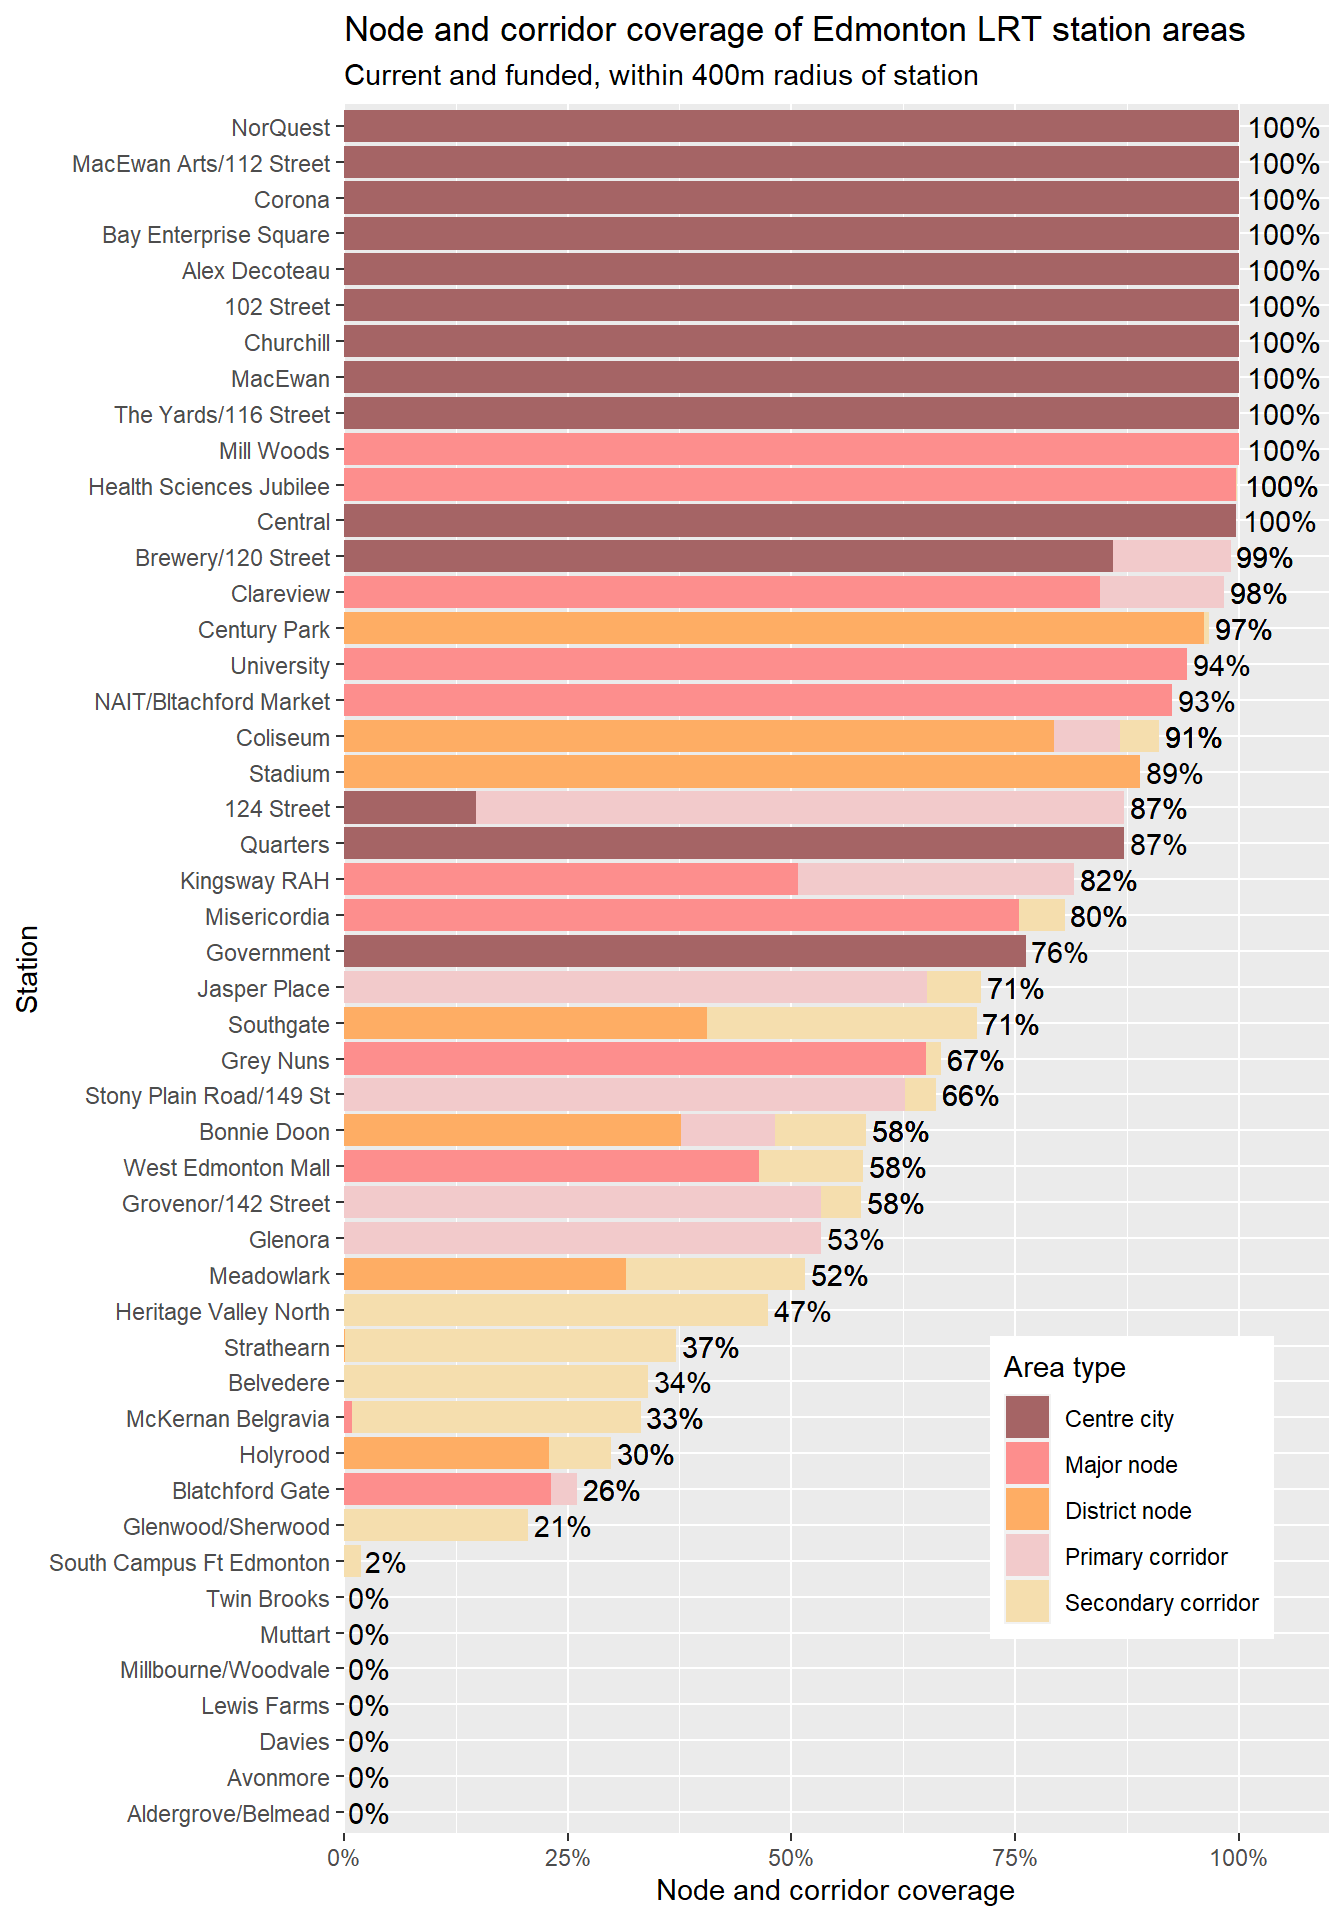 Node and corridor coverage of Edmonton LRT station areas
Current and funded, within 400m radius of station
Station
NorQuest 100%
MacEwan Arts/112 Street 100%
Corona 100%
Bay Enterprise Square 100%
Alex Decoteau 100%
102 Street 100%
Churchill 100%
MacEwan 100%
The Yards/116 Street 100%
Mill Woods 100%
Health Sciences Jubilee 100%
Central 100%
Brewery/120 Street 99%
Clareview 98%
Century Park 97%
University 94%
NAIT/Bltachford Market 93%
Coliseum 91%
Stadium 89%
124 Street 87%
Quarters 87%
Kingsway RAH 82%
Misericordia 80%
Government 76%
Jasper Place 71%
Southgate 71%
Grey Nuns 67%
Stony Plain Road/149 St 66%
Bonnie Doon 58%
West Edmonton Mall 58%
Grovenor/142 Street 58%
Glenora 53%
Meadowlark 52%
Heritage Valley North 47%
Strathearn 37%
Belvedere 34%
McKernan Belgravia 33%
Holyrood 30%
Blatchford Gate 26%
Glenwood/Sherwood 21%
South Campus Ft Edmonton 2%
Twin Brooks 0%
Muttart 0%
Millbourne/Woodvale 0%
Lewis Farms 0%
Davies 0%
Avonmore 0%
Aldergrove/Belmead 0%
Area type
Centre city
Major node
District node
Primary corridor
Secondary corridor
0% 25% 50% 75% 100%
Node and corridor coverage